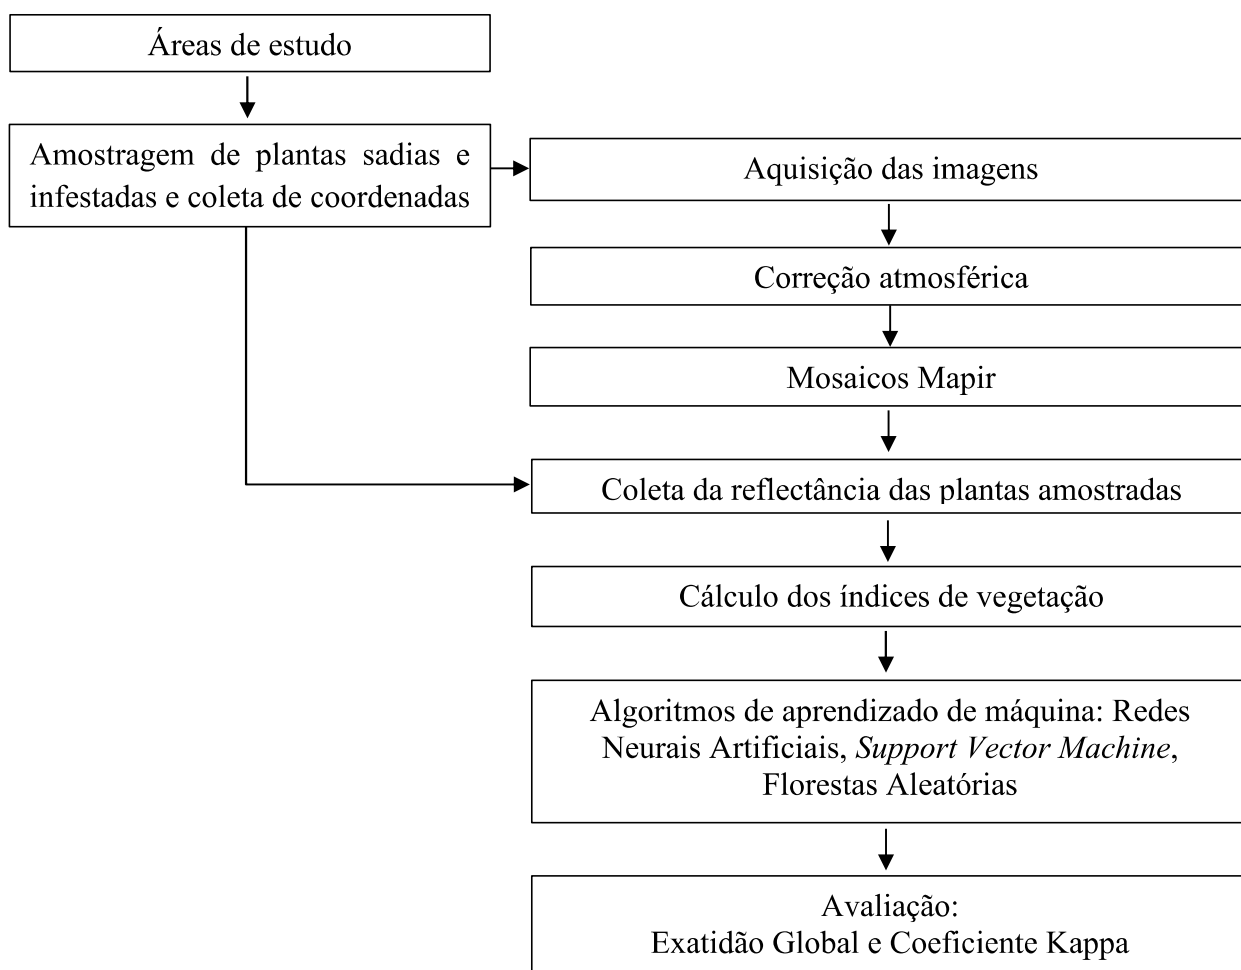 Áreas de estudo
Amostragem de plantas sadias e
infestadas e coleta de coordenadas
Aquisição das imagens
Correção atmosférica
Mosaicos Mapir
Coleta da reflectância das plantas amostradas
Cálculo dos índices de vegetação
Algoritmos de aprendizado de máquina: Redes
Neurais Artificiais, Support Vector Machine,
Florestas Aleatórias
Avaliação:
Exatidão Global e Coeficiente Kappa